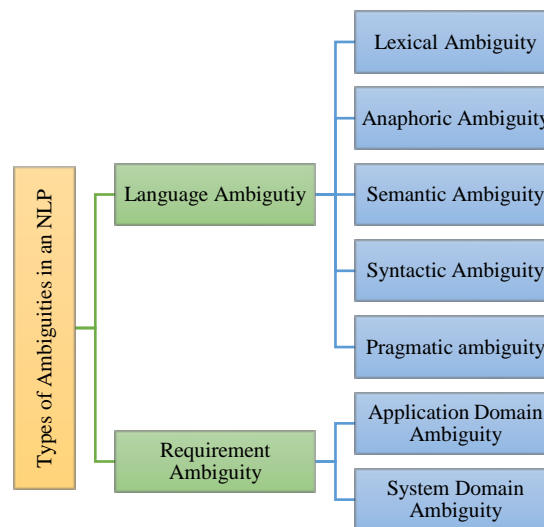 Types of Ambiguities in an NLP
Language Ambigutiy
Lexical Ambiguity
Anaphoric Ambiguity
Semantic Ambiguity
Syntactic Ambiguity
Pragmatic ambiguity
Requirement
Ambiguity
Application Domain
Ambiguity
System Domain
Ambiguity